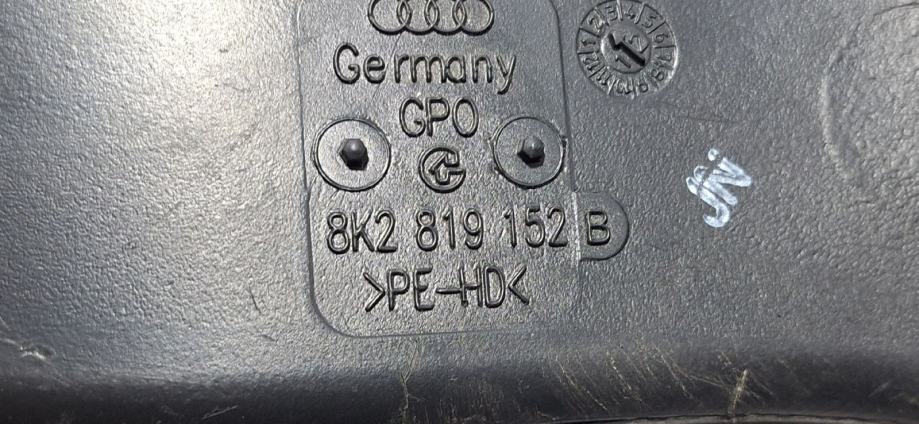 Germany
GPO
8K2 819 152 B
>PE-HD<